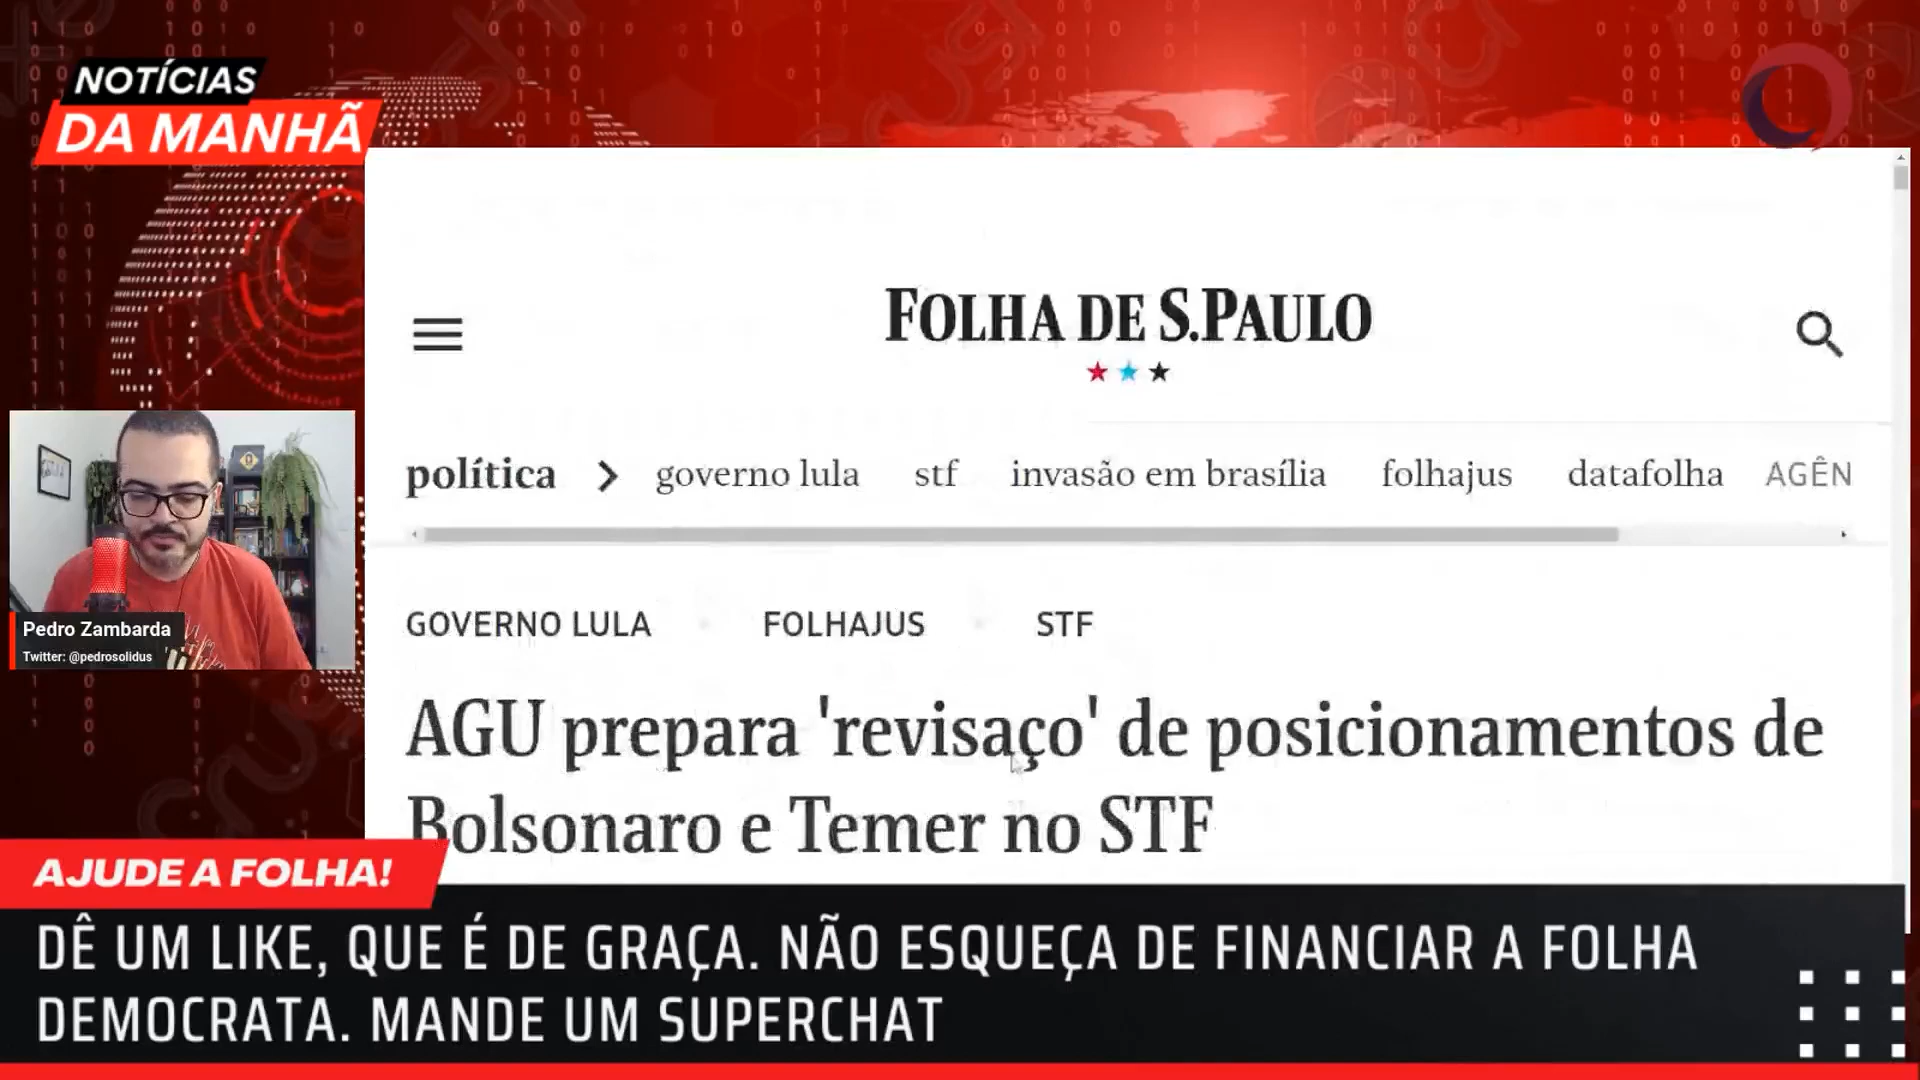 NOTÍCIAS
DA MANHÃ
FOLHA DE S.PAULO
política governo lula stf invasão em brasília folhajus datafolha AGÊN
GOVERNO LULA FOLHAJUS STF
AGU prepara 'revisaço' de posicionamentos de
Bolsonaro e Temer no STF
Pedro Zambarda
Twitter: @pedrosolidus
AJUDE A FOLHA!
DÊ UM LIKE, QUE É DE GRAÇA. NÃO ESQUEÇA DE FINANCIAR A FOLHA
DEMOCRATA. MANDE UM SUPERCHAT